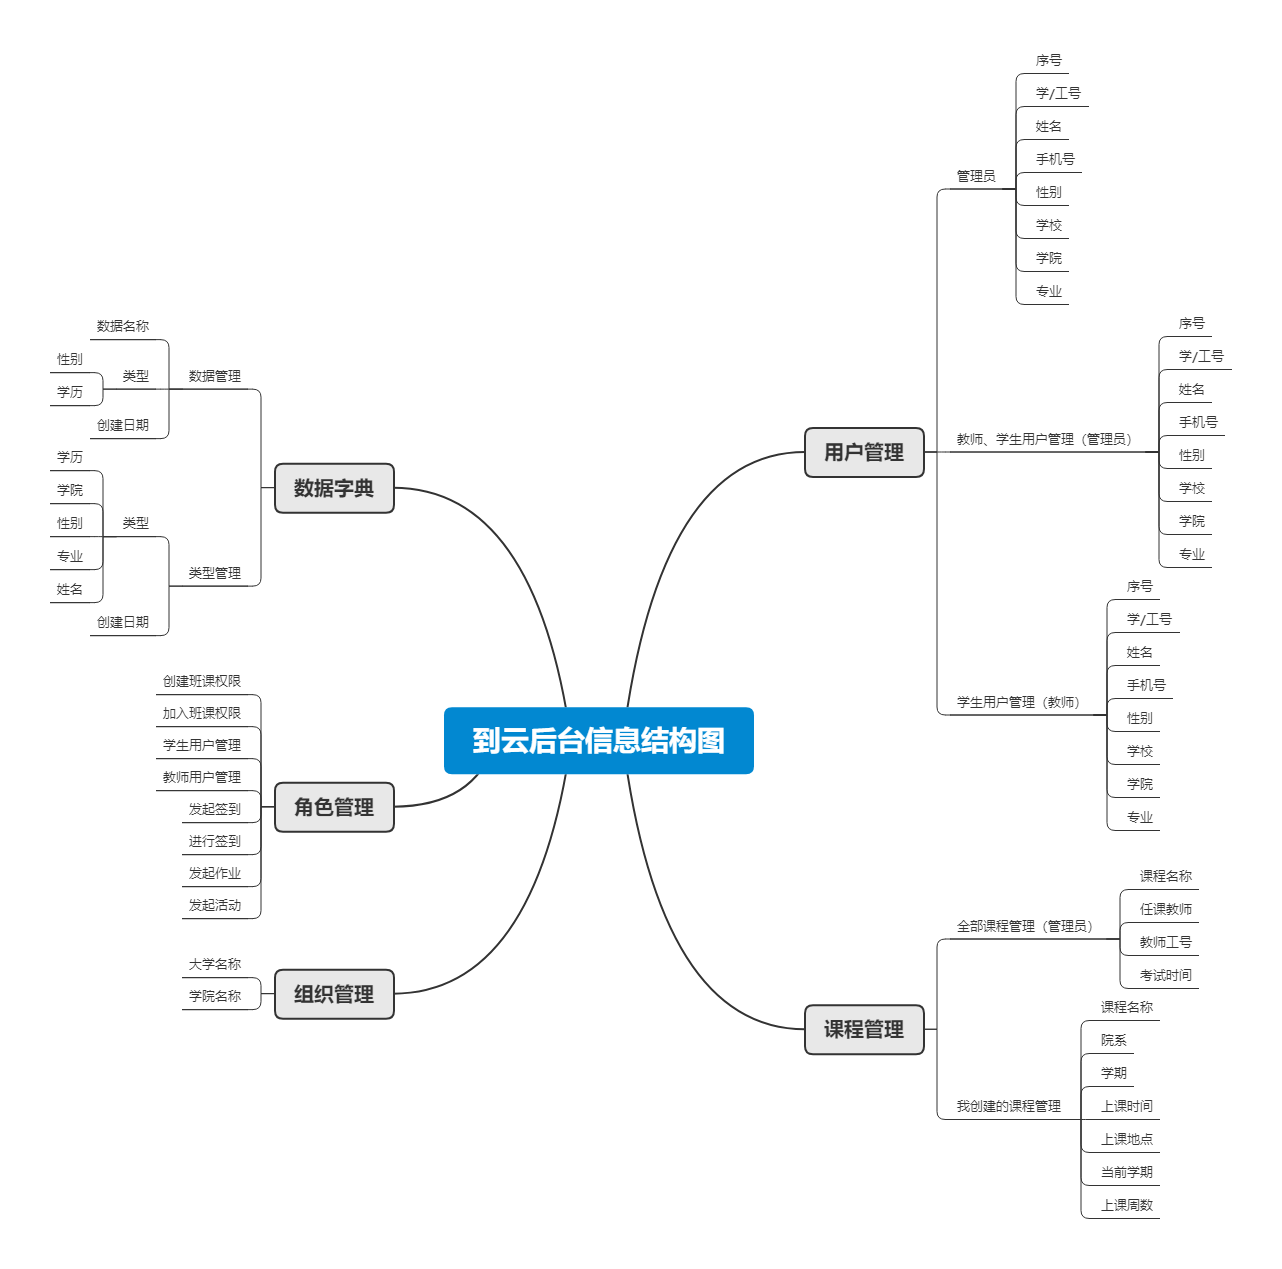 到云后台信息结构图
用户管理
管理员
序号
学/工号
姓名
手机号
性别
学校
学院
专业
教师、学生用户管理（管理员）
序号
学/工号
姓名
手机号
性别
学校
学院
专业
学生用户管理（教师）
序号
学/工号
姓名
手机号
性别
学校
学院
专业
课程管理
全部课程管理（管理员）
课程名称
任课教师
教师工号
考试时间
我创建的课程管理
课程名称
院系
学期
上课时间
上课地点
当前学期
上课周数
数据字典
数据管理
数据名称
类型
性别
学历
创建日期
类型管理
类型
学历
学院
性别
专业
姓名
创建日期
角色管理
创建班课权限
加入班课权限
学生用户管理
教师用户管理
发起签到
进行签到
发起作业
发起活动
组织管理
大学名称
学院名称